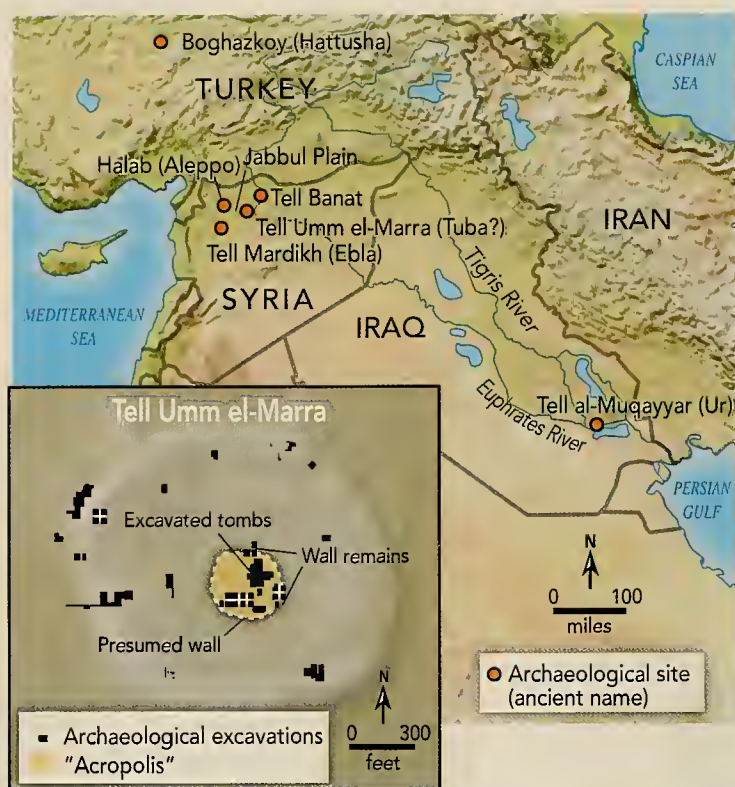 Boghazkoy (Hattusha)
CASPIAN
SEA
TURKEY
Halab (Aleppo)
Jabbul Plain
Tell Banat
Tell Umm el-Marra (Tuba?)
Tell Mardikh (Ebla)
IRAN
SYRIA
Tigris River
MEDITERRANEAN
SEA
IRAQ
Euphrates River
Tell al-Muqayyar (Ur)
PERSIAN
GULF
N
0 100
miles
Archaeological site
(ancient name)
Tell Umm el-Marra
Excavated tombs
Wall remains
Presumed wall
N
0 300
feet
Archaeological excavations
"Acropolis"